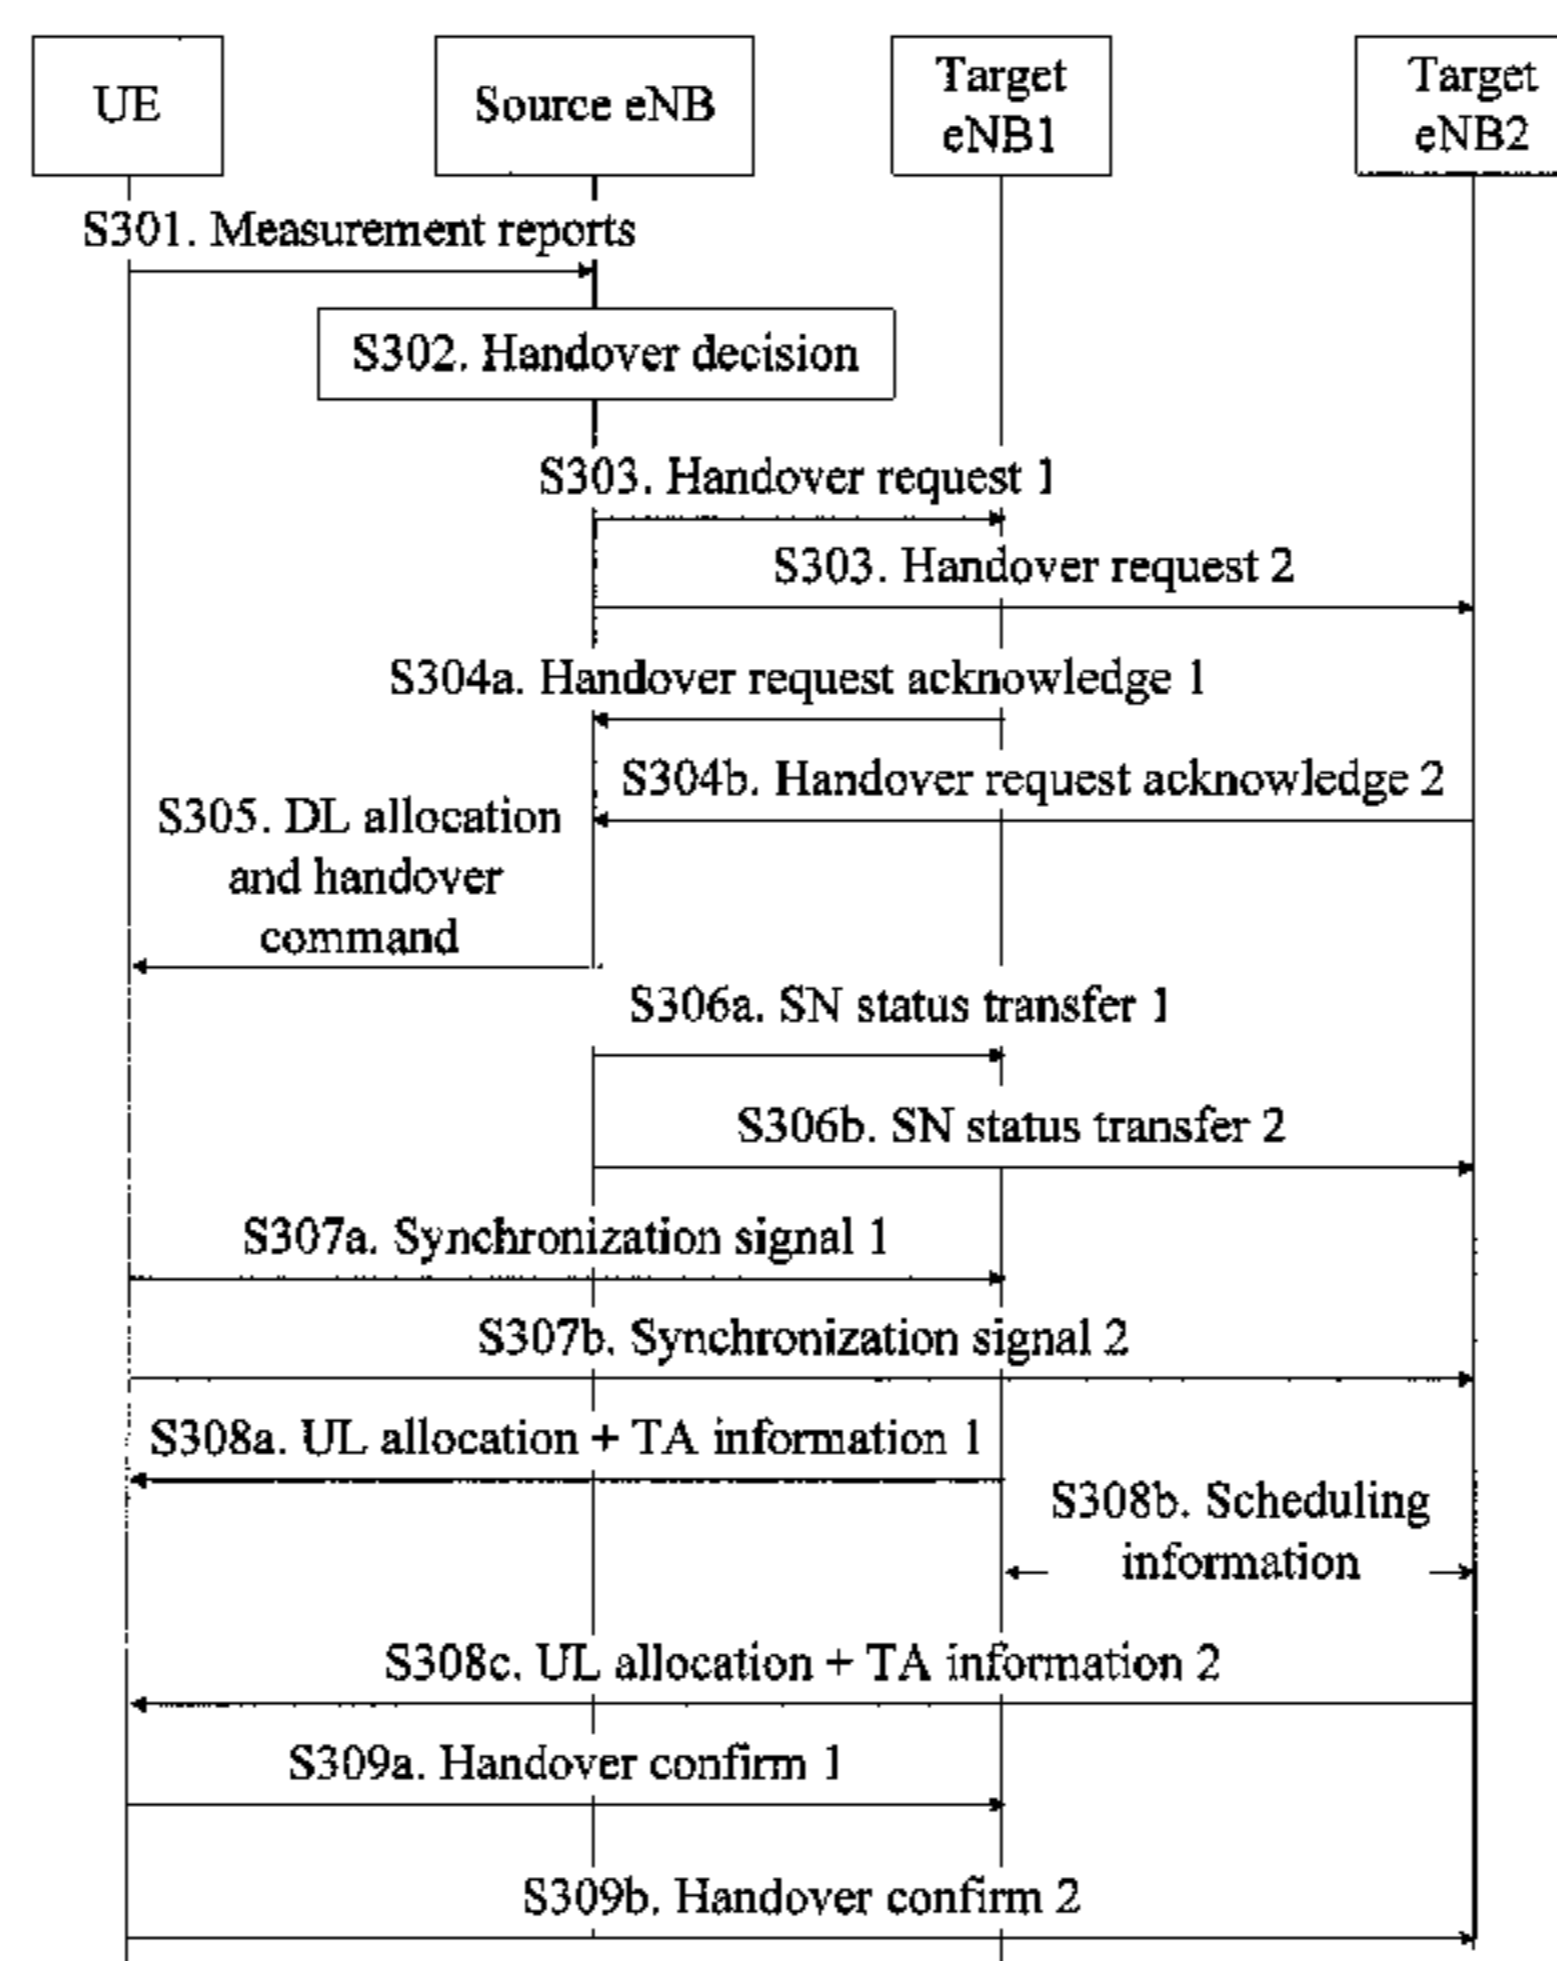 UE
Source eNB
Target
eNB1
Target
eNB2
S301. Measurement reports
S302. Handover decision
S303. Handover request 1
S303. Handover request 2
S304a. Handover request acknowledge 1
S304b. Handover request acknowledge 2
S305. DL allocation
and handover
command
S306a. SN status transfer 1
S306b. SN status transfer 2
S307a. Synchronization signal 1
S307b. Synchronization signal 2
S308a. UL allocation + TA information 1
S308b. Scheduling
information
S308c. UL allocation + TA information 2
S309a. Handover confirm 1
S309b. Handover confirm 2